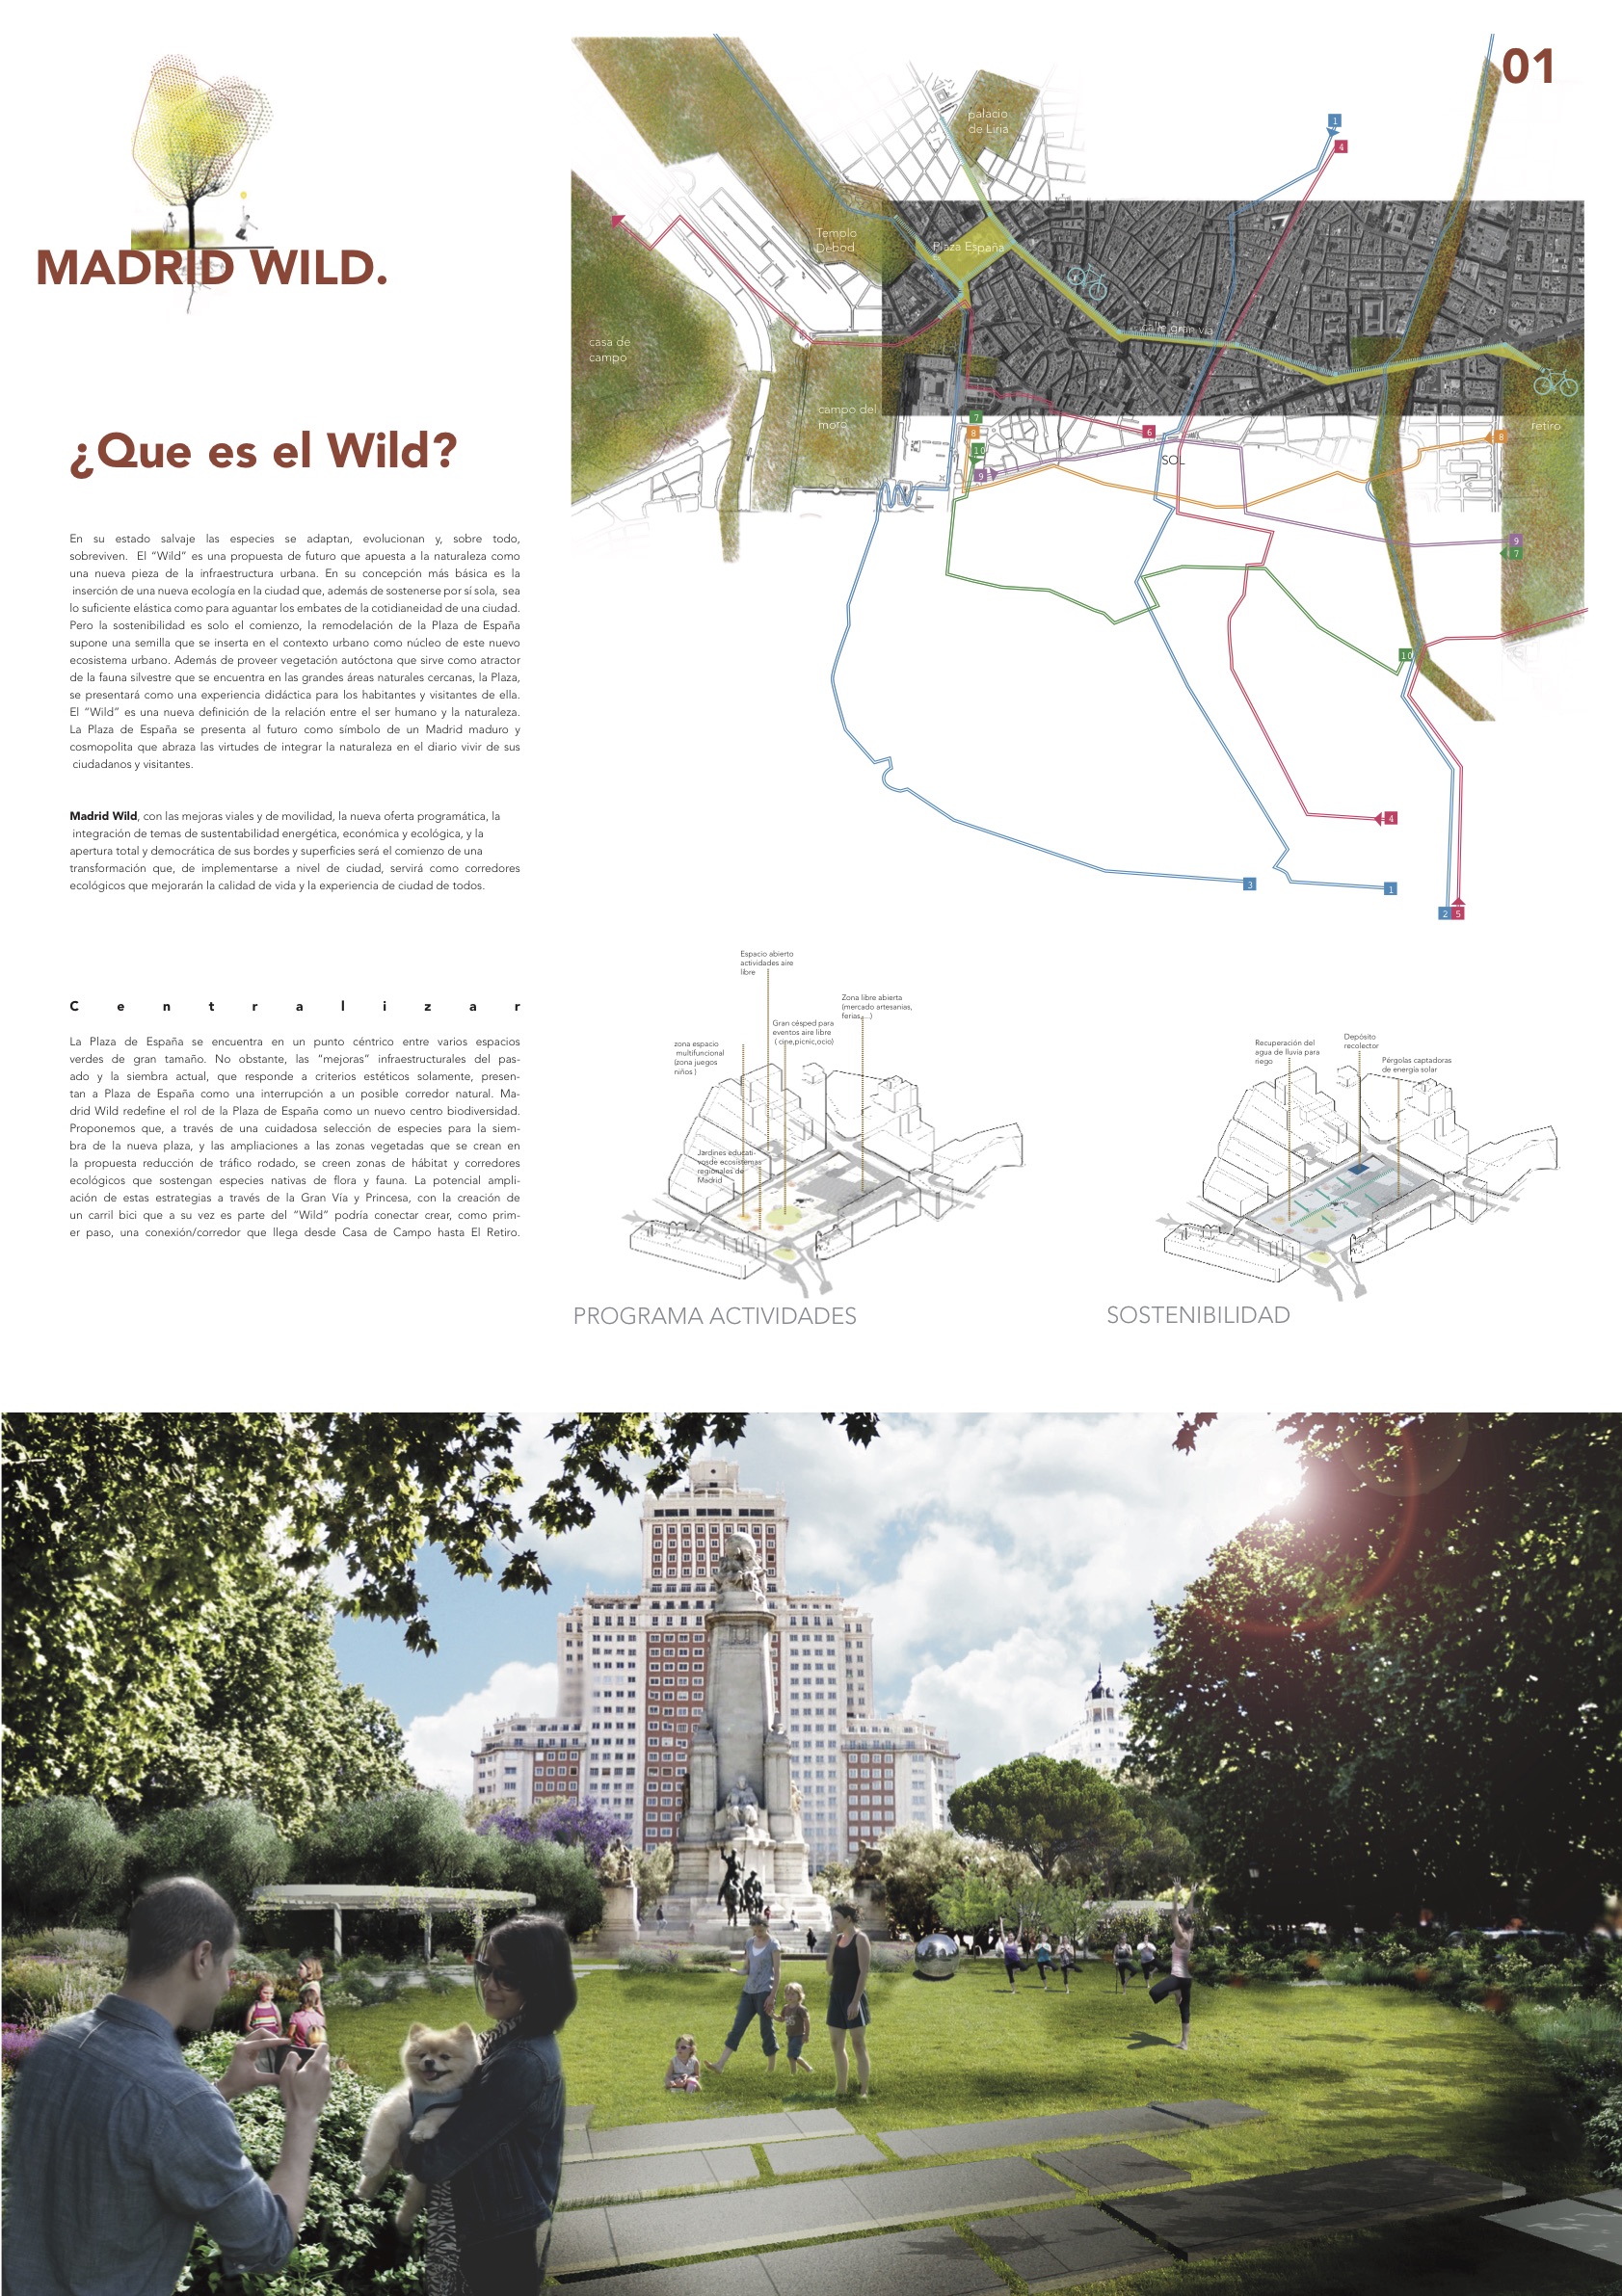 01
MADRID WILD.
¿Que es el Wild?
En su estado salvaje las especies se adaptan, evolucionan y, sobre todo,
sobreviven. El “Wild” es una propuesta de futuro que apuesta a la naturaleza como
una nueva pieza de la infraestructura urbana. En su concepción más básica es la
inserción de una nueva ecología en la ciudad que, además de sostenerse por sí sola, sea
lo suficiente elástica como para aguantar los embates de la cotidianeidad de una ciudad.
Pero la sostenibilidad es solo el comienzo, la remodelación de la Plaza de España
supone una semilla que se inserta en el contexto urbano como núcleo de este nuevo
ecosistema urbano. Además de proveer vegetación autóctona que sirve como atractor
de la fauna silvestre que se encuentra en las grandes áreas naturales cercanas, la Plaza,
se presentará como una experiencia didáctica para los habitantes y visitantes de ella.
El “Wild” es una nueva definición de la relación entre el ser humano y la naturaleza.
La Plaza de España se presenta al futuro como símbolo de un Madrid maduro y
cosmopolita que abraza las virtudes de integrar la naturaleza en el diario vivir de sus
ciudadanos y visitantes.
Madrid Wild, con las mejoras viales y de movilidad, la nueva oferta programática, la
integración de temas de sustentabilidad energética, económica y ecológica, y la
apertura total y democrática de sus bordes y superficies será el comienzo de una
transformación que, de implementarse a nivel de ciudad, servirá como corredores
ecológicos que mejorarán la calidad de vida y la experiencia de ciudad de todos.
Centralizar
La Plaza de España se encuentra en un punto céntrico entre varios espacios
verdes de gran tamaño. No obstante, las “mejoras” infraestructurales del pas-
ado y la siembra actual, que responde a criterios estéticos solamente, presen-
tan a Plaza de España como una interrupción a un posible corredor natural. Ma-
drid Wild redefine el rol de la Plaza de España como un nuevo centro biodiversidad.
Proponemos que, a través de una cuidadosa selección de especies para la siem-
bra de la nueva plaza, y las ampliaciones a las zonas vegetadas que se crean en
la propuesta reducción de tráfico rodado, se creen zonas de hábitat y corredores
ecológicos que sostengan especies nativas de flora y fauna. La potencial ampli-
ación de estas estrategias a través de la Gran Vía y Princesa, con la creación de
un carril bici que a su vez es parte del “Wild” podría conectar crear, como prim-
er paso, una conexión/corredor que llega desde Casa de Campo hasta El Retiro.
palacio
de Liria
1
4
Templo
Debod
Plaza España
calle gran vía
casa de
campo
campo del
moro
retiro
7
8
10
9
6
SOL
8
9
7
10
4
3
1
2
5
Espacio abierto
actividades aire
libre
Zona libre abierta
(mercado artesanías,
ferias,...)
Gran césped para
eventos aire libre
( cine,picnic,ocio)
zona espacio
multifuncional
(zona juegos
niños )
Jardines educati-
vosde ecosistemas
regionales de
Madrid
PROGRAMA ACTIVIDADES
Recuperación del
agua de lluvia para
riego
Depósito
recolector
Pérgolas captadoras
de energía solar
SOSTENIBILIDAD